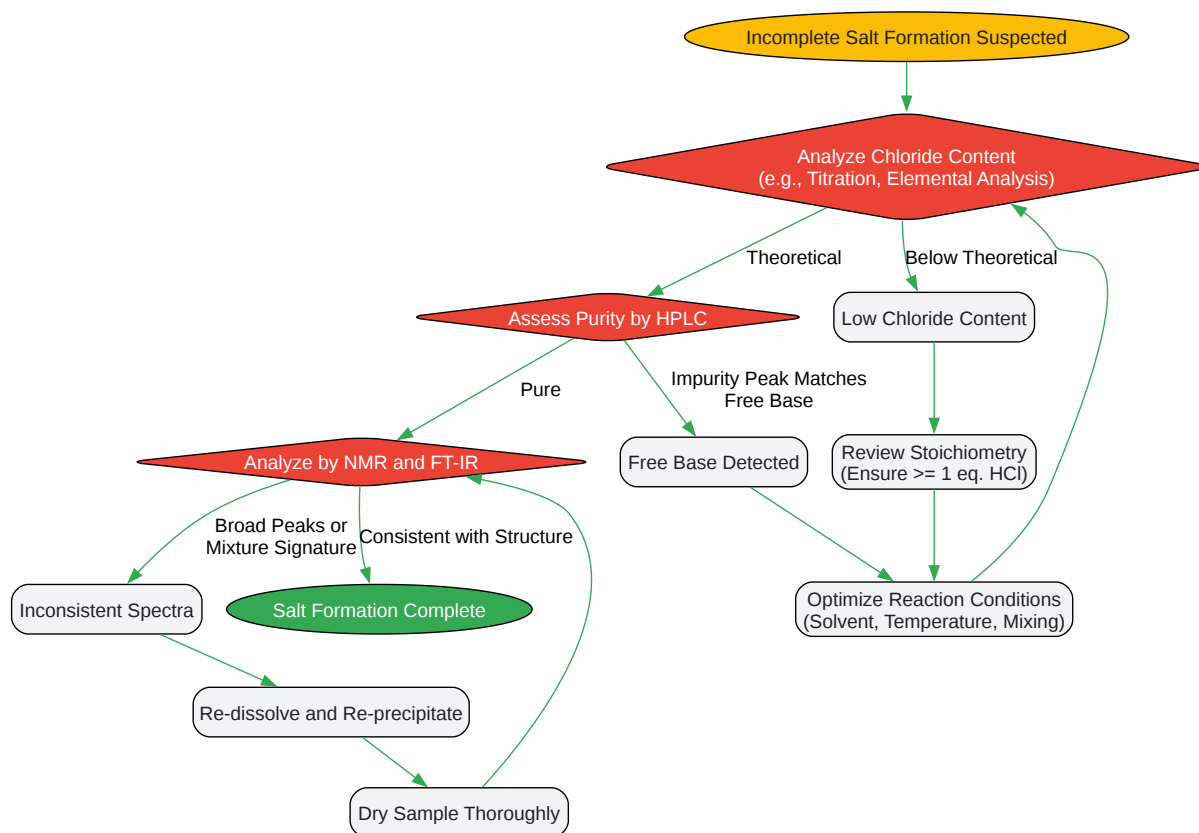 Incomplete Salt Formation Suspected
Analyze Chloride Content
(e.g., Titration, Elemental Analysis)
Theoretical
Below Theoretical
Assess Purity by HPLC
Low Chloride Content
Pure
Impurity Peak Matches
Free Base
Analyze by NMR and FT-IR
Free Base Detected
Review Stoichiometry
(Ensure >= 1 eq. HCl)
Broad Peaks or
Mixture Signature
Consistent with Structure
Inconsistent Spectra
Salt Formation Complete
Optimize Reaction Conditions
(Solvent, Temperature, Mixing)
Re-dissolve and Re-precipitate
Dry Sample Thoroughly